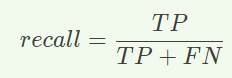 recall = TP / TP + FN